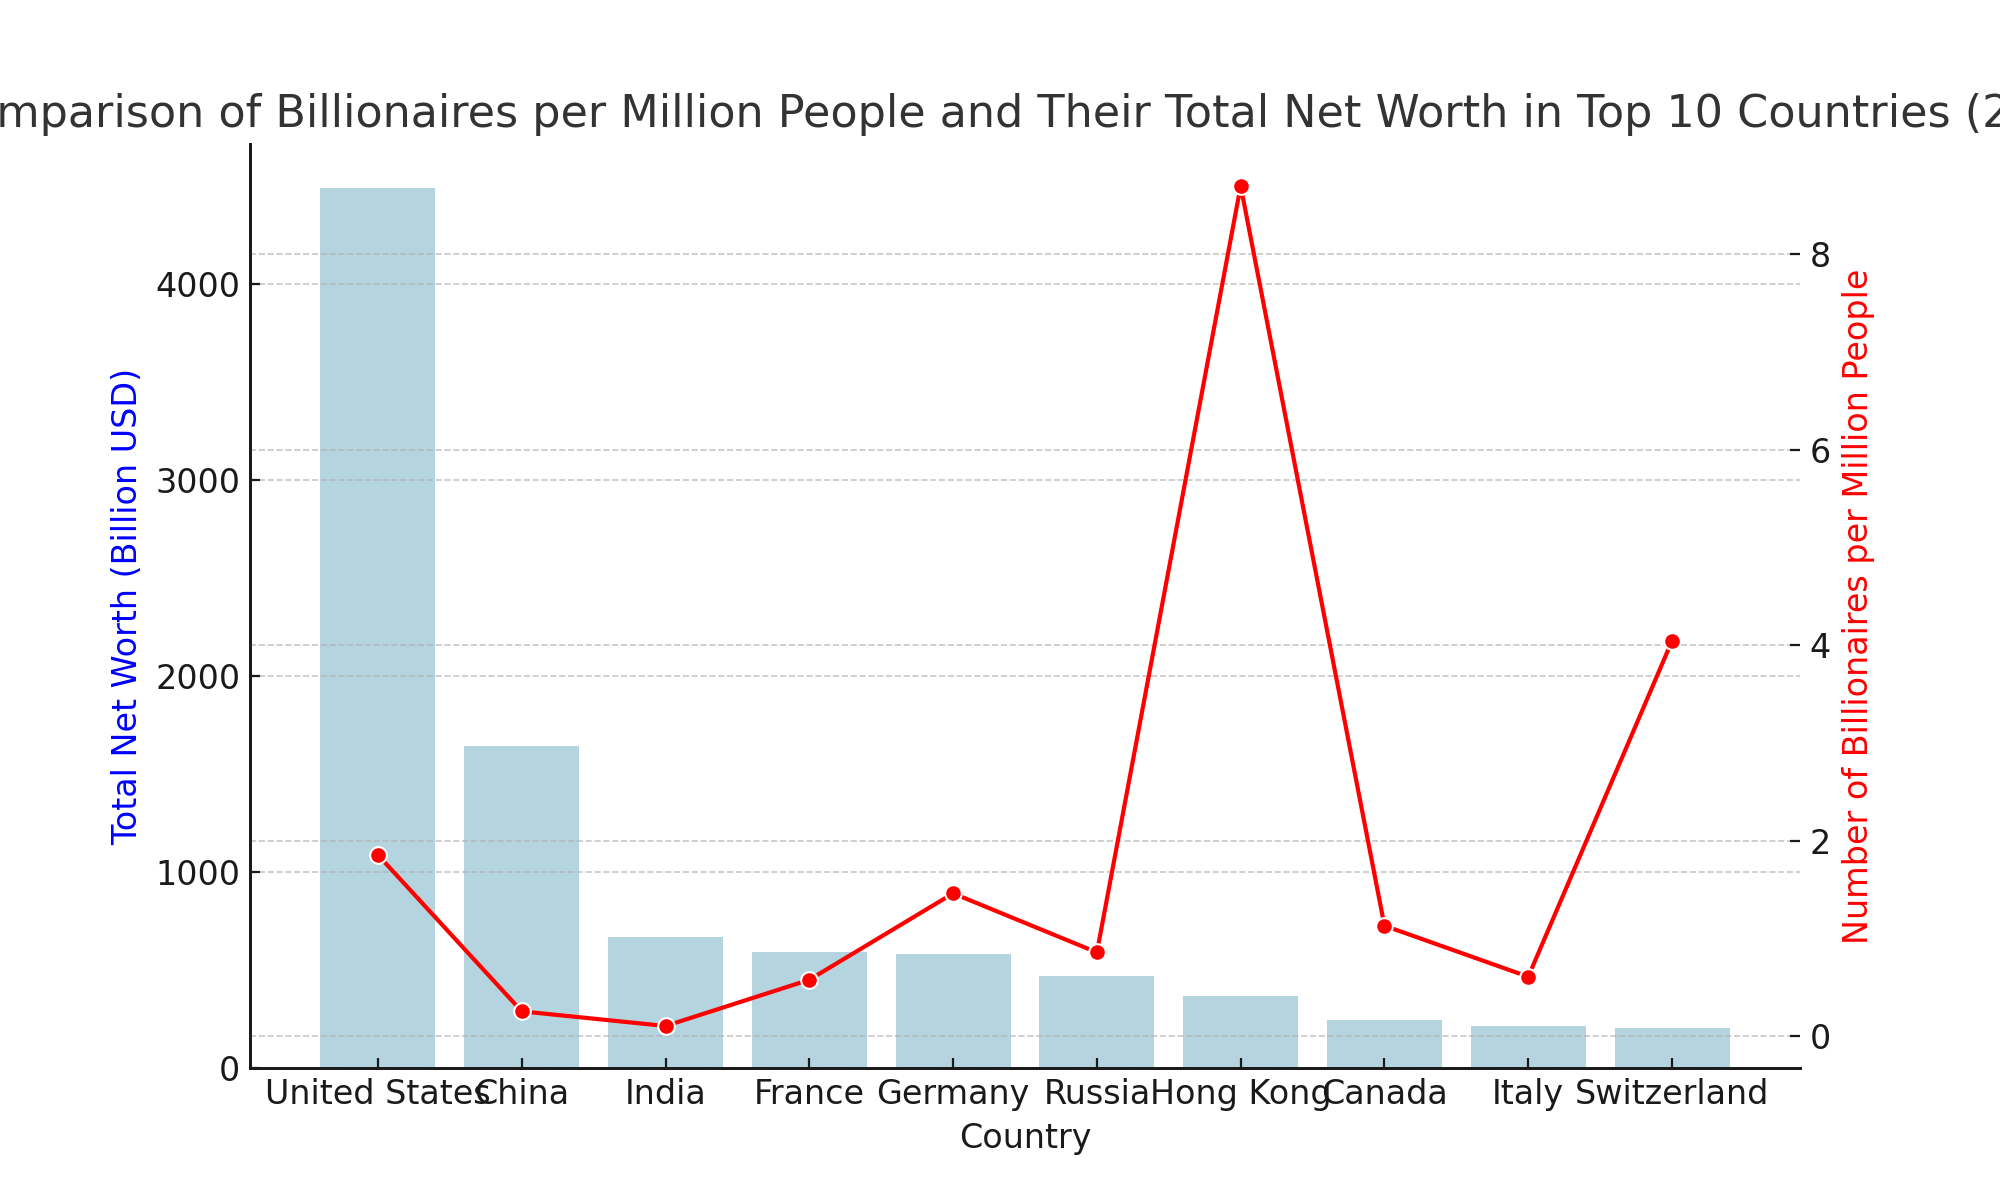 mparison of Billionaires per Million People and Their Total Net Worth in Top 10 Countries (2
Total Net Worth (Billion USD)
4000
3000
2000
1000
0
8
6
4
2
0
Number of Billionaires per Million People
United States China India France Germany Russia Hong Kong Canada Italy Switzerland
Country